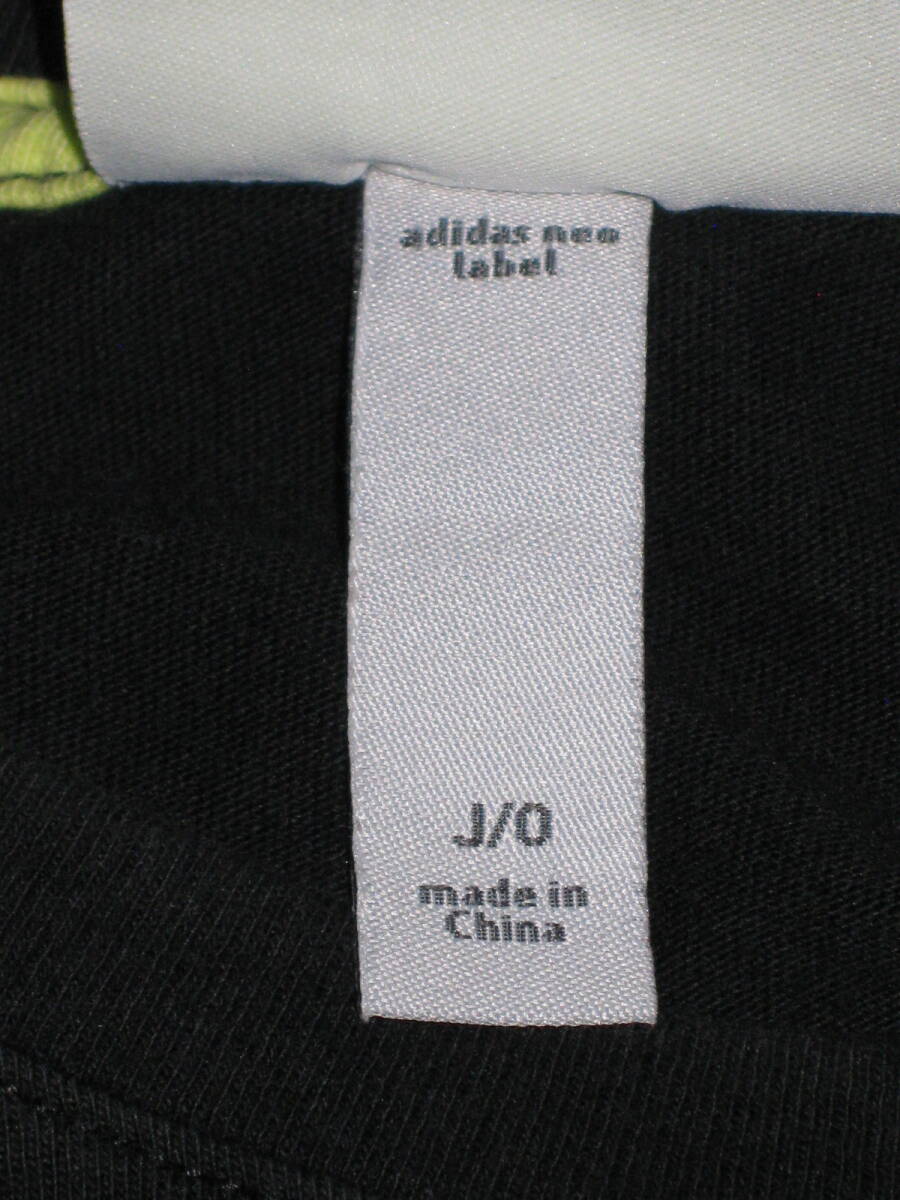 adidas neo
label
J/O
made in
China